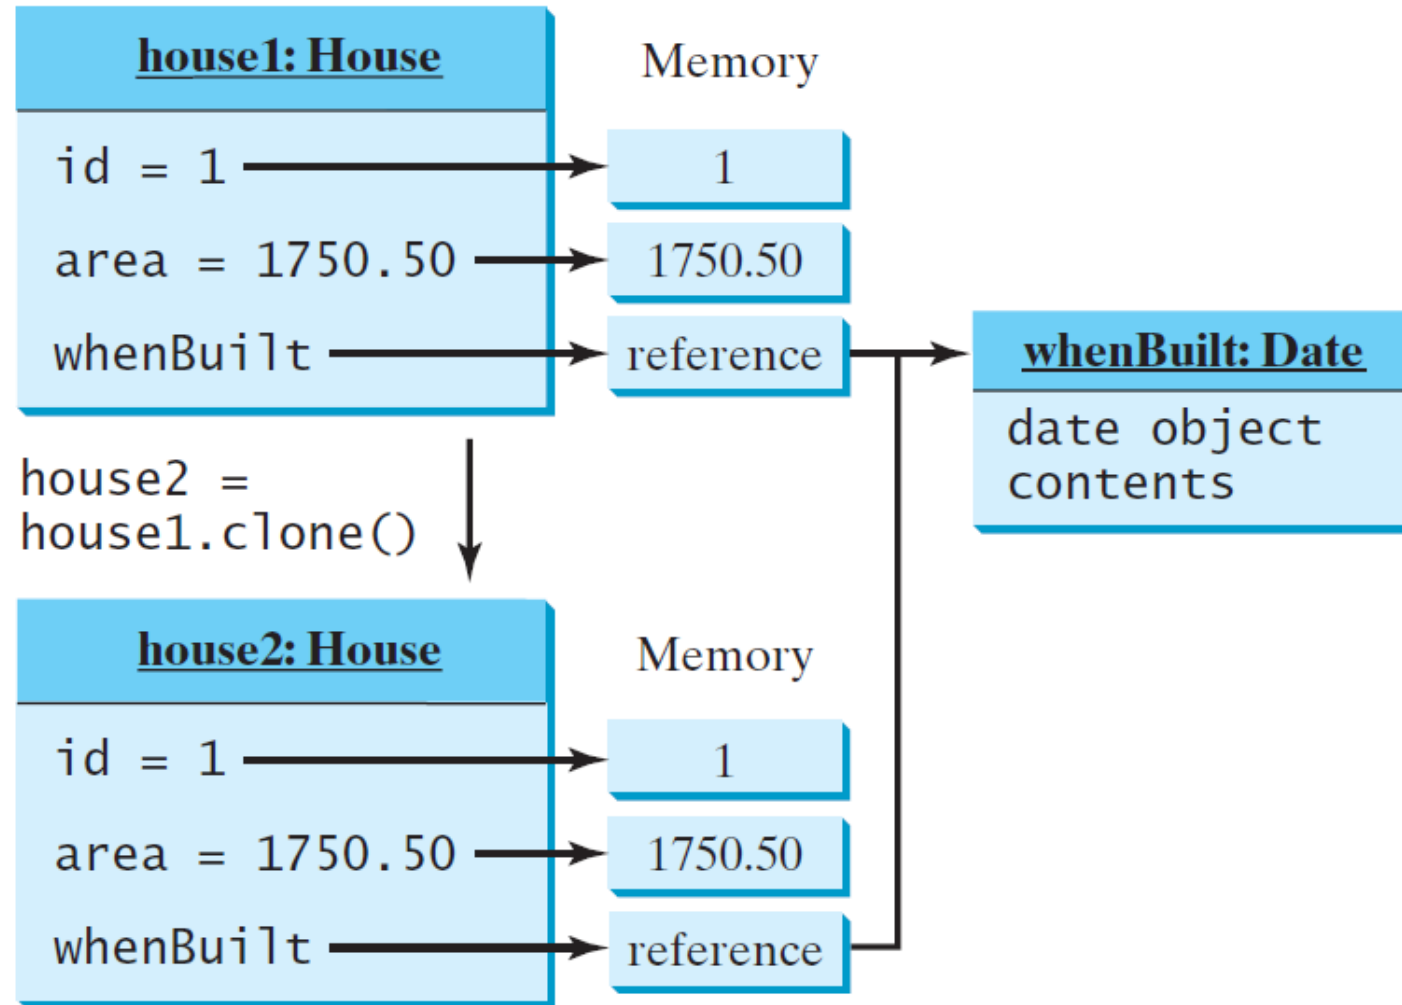 house1: House
Memory
id = 1
1
area = 1750.50
1750.50
whenBuilt
reference
whenBuilt: Date
date object
contents
house2 =
house1.clone()
house2: House
Memory
id = 1
1
area = 1750.50
1750.50
whenBuilt
reference